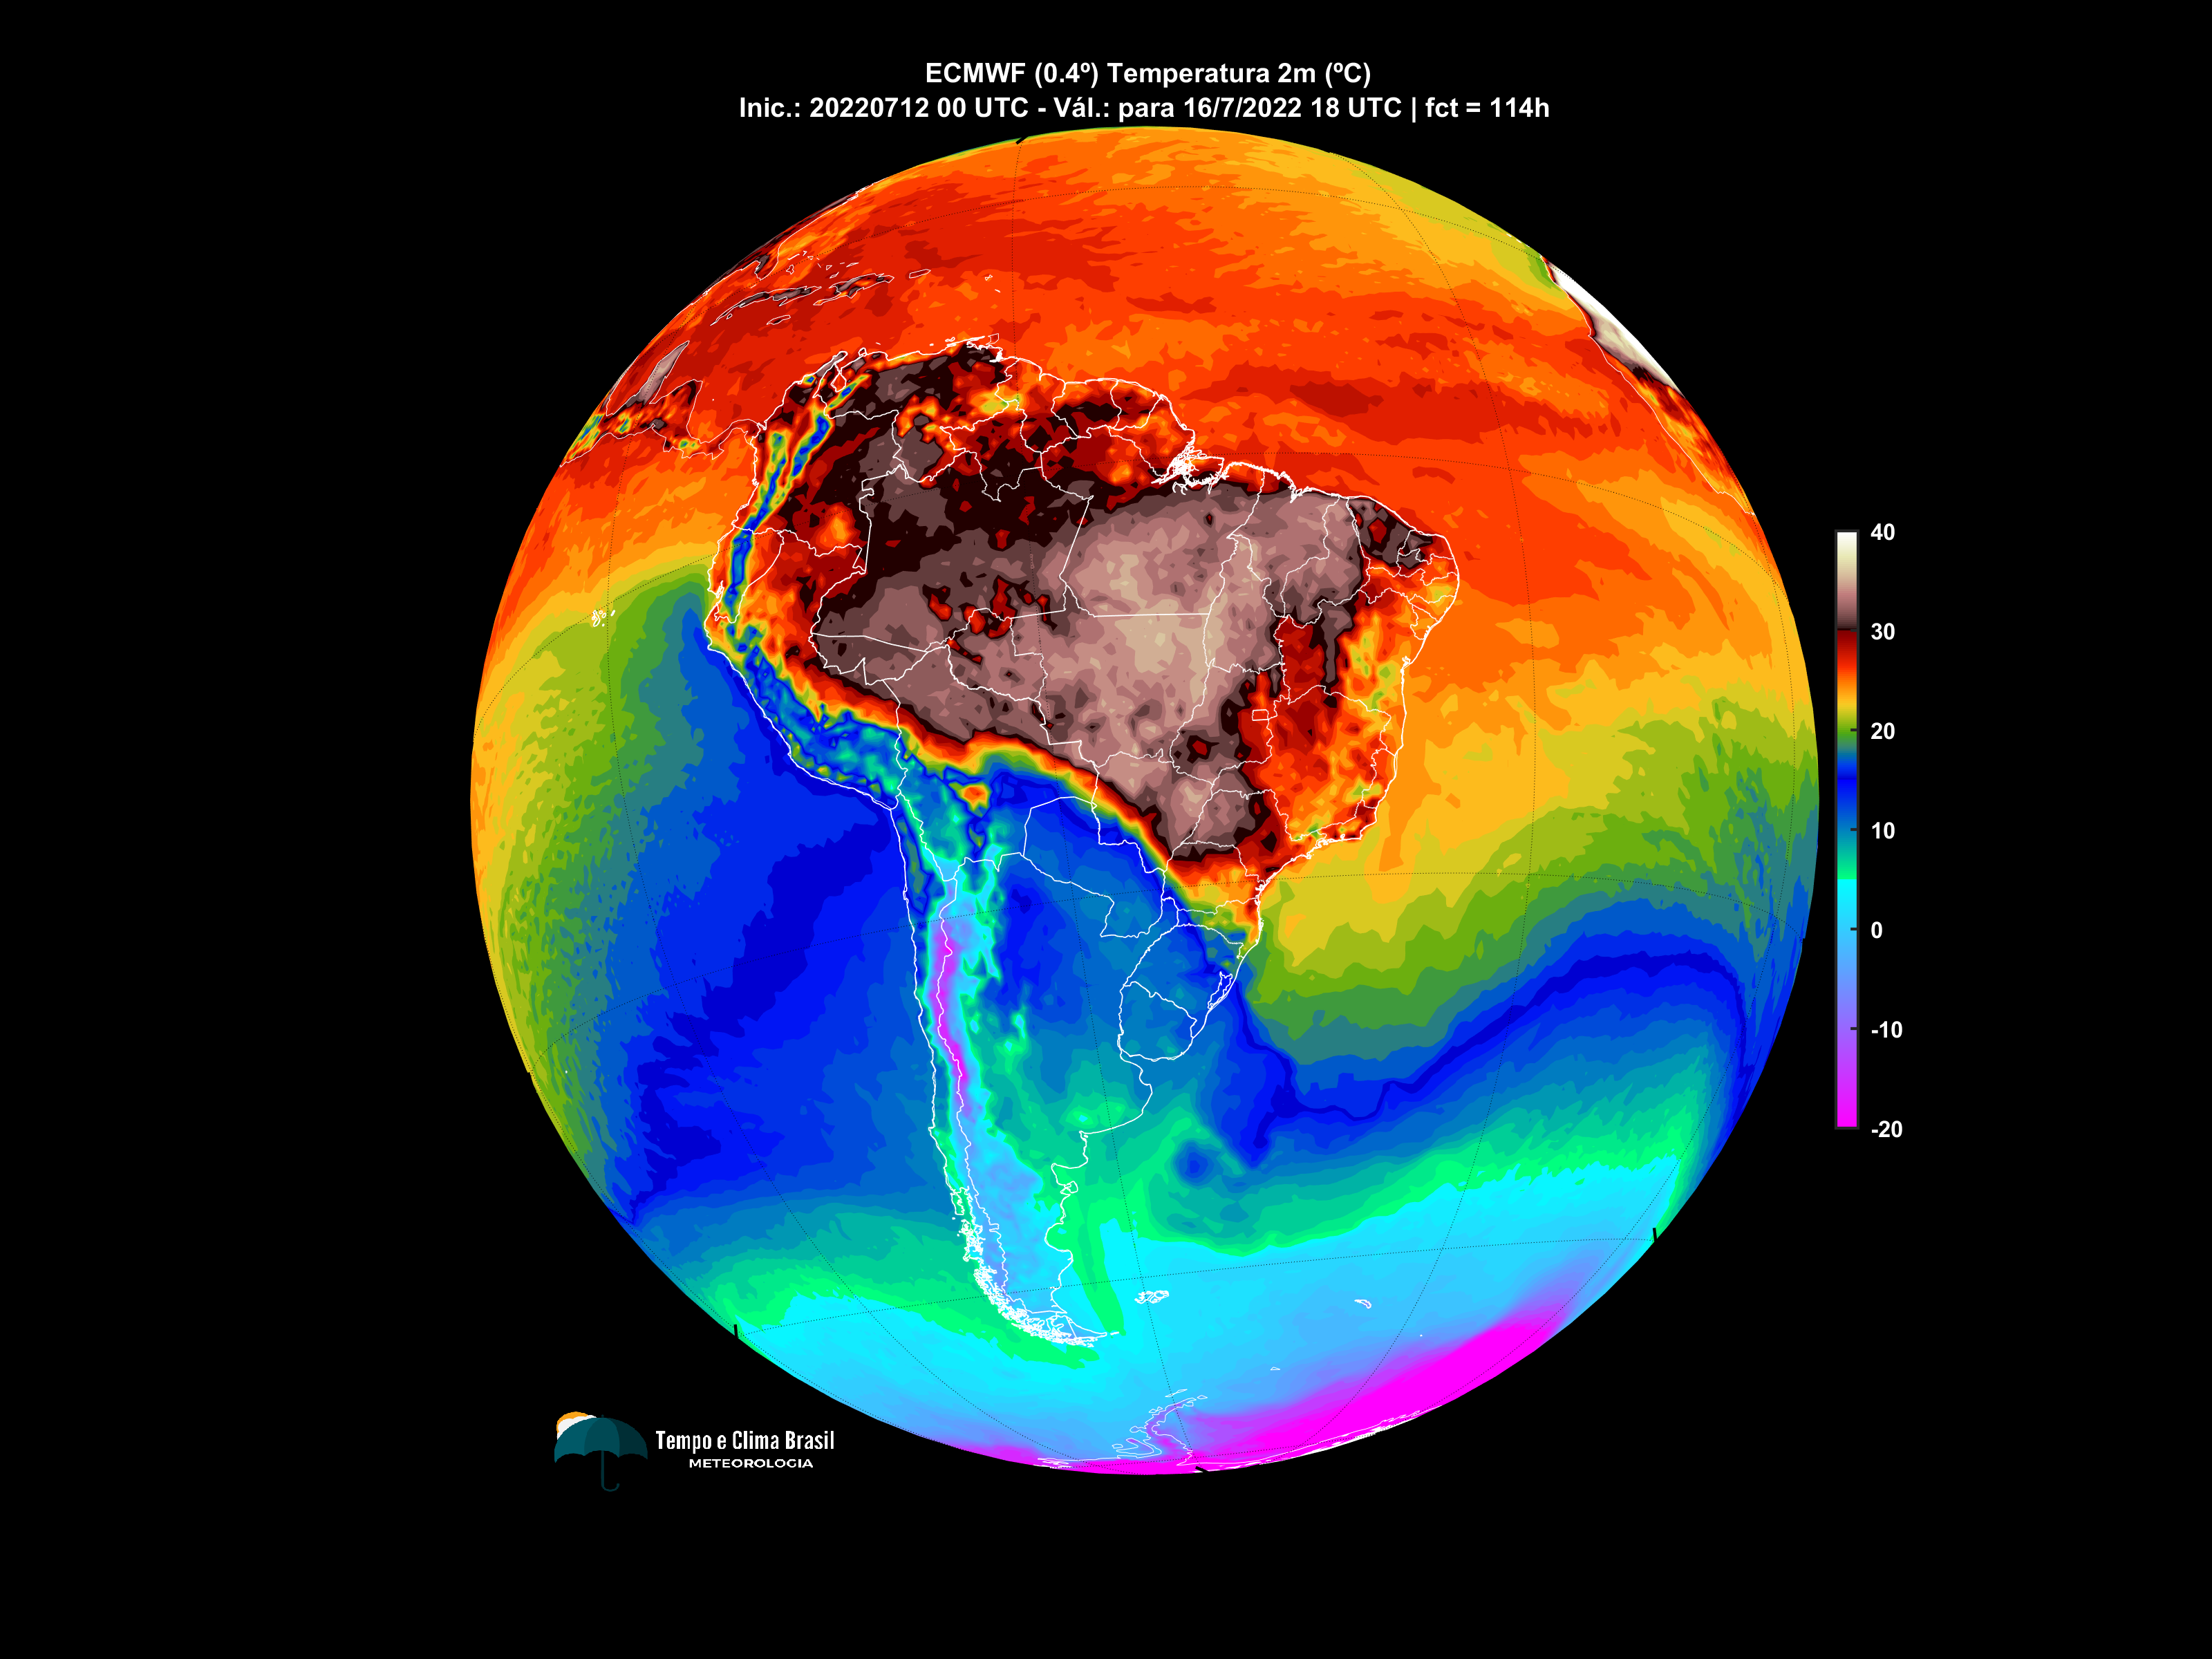 ECMWF (0.4º) Temperatura 2m (ºC)
Inic.: 20220712 00 UTC - Vál.: para 16/7/2022 18 UTC | fct = 114h
40
30
20
10
0
-10
-20
Tempo e Clima Brasil
METEOROLOGIA